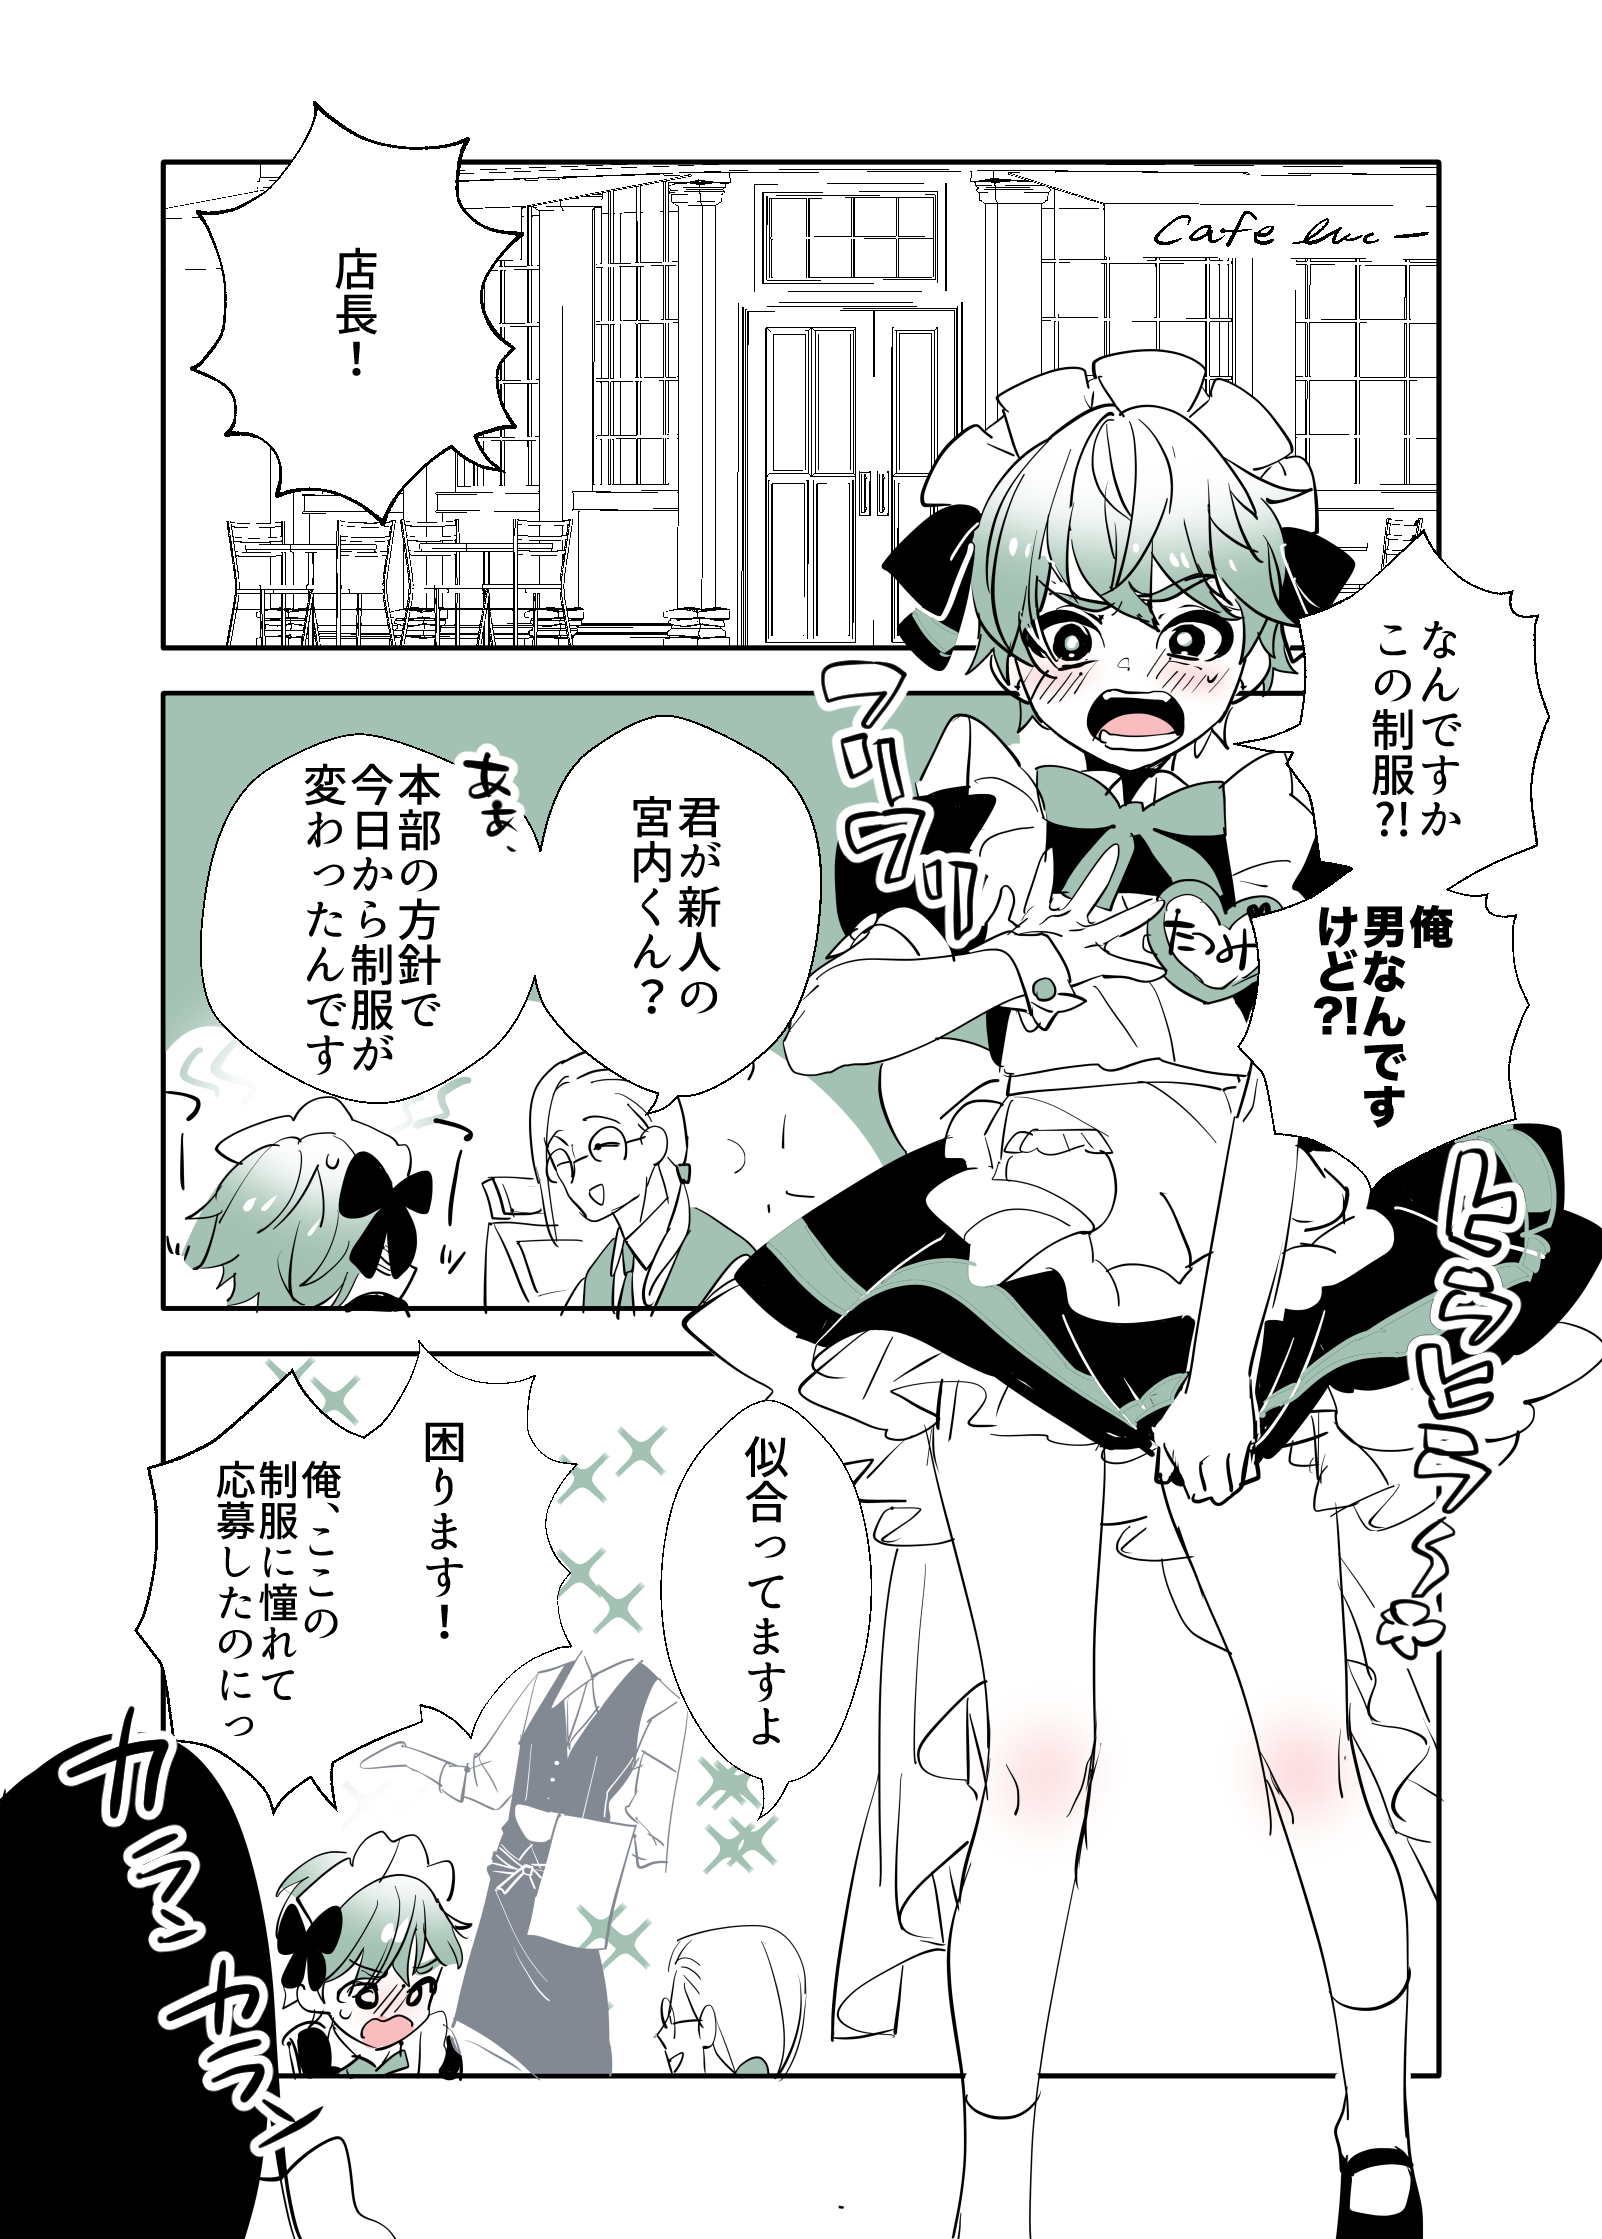 Cafe
店長！
なんですか
この制服?!
俺
男なんです
けど?!
たつみ
フリ
フリ
ヒラヒラ～
君が新人の
宮内くん？
ああ、
本部の方針で
今日から制服が
変わったんです
似合ってますよ
困ります！
俺、ここの
制服に憧れて
応募したのにっ
カラン
カラン